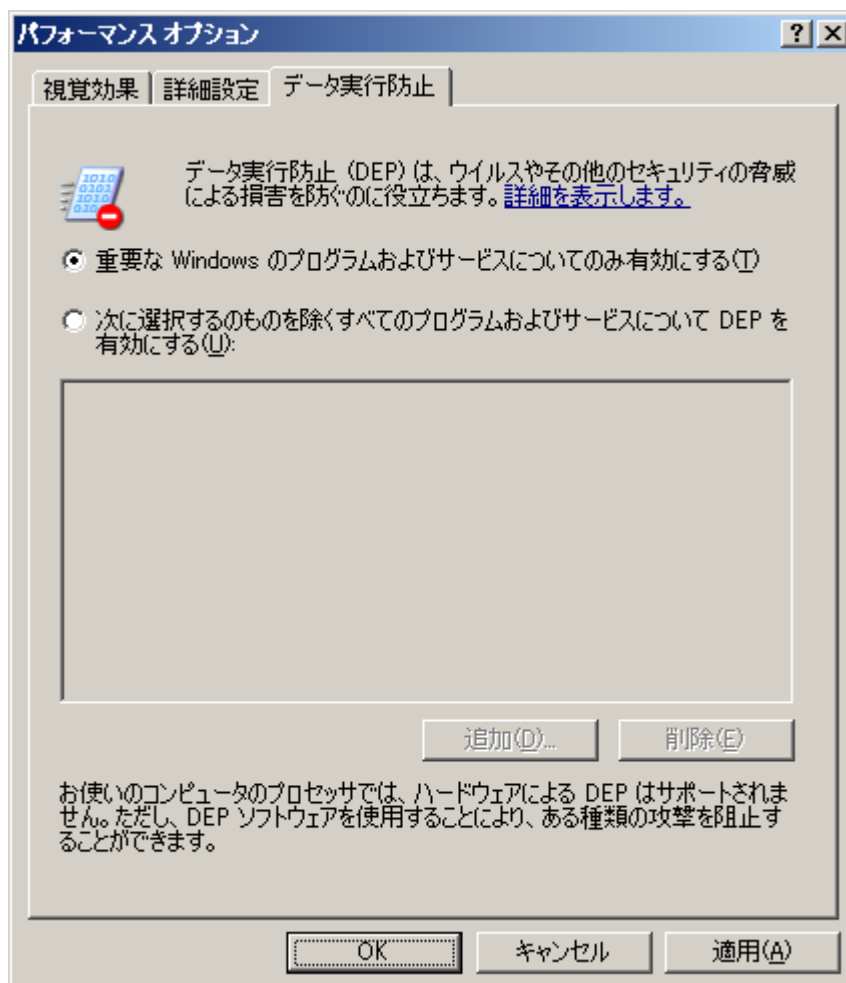 パフォーマンス オプション
視覚効果
詳細設定
データ実行防止
データ実行防止 (DEP) は、ウイルスやその他のセキュリティの脅威
による損害を防ぐのに役立ちます。詳細を表示します。
重要な Windows のプログラムおよびサービスについてのみ有効にする(T)
次に選択するのものを除くすべてのプログラムおよびサービスについて DEP を
有効にする(U):
追加(D)...
削除(E)
お使いのコンピュータのプロセッサでは、ハードウェアによる DEP はサポートされま
せん。ただし、DEP ソフトウェアを使用することにより、ある種類の攻撃を阻止す
ることができます。
OK
キャンセル
適用(A)